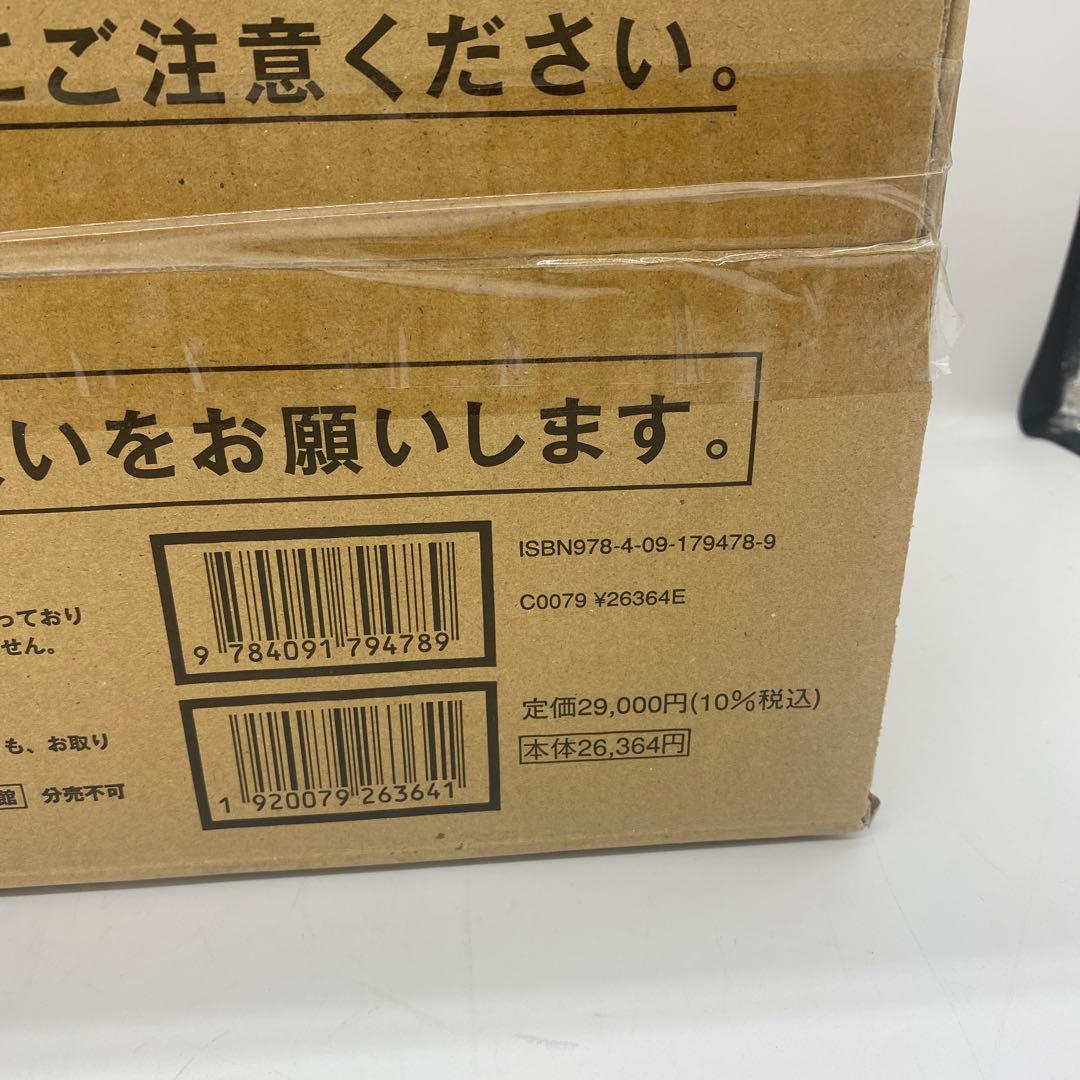 にご注意ください。
いをお願いします。
ISBN978-4-09-179478-9
C0079 ¥26364E
9 784091 794789
っており
せん。
定価29,000円(10%税込)
本体26,364円
も、お取り
館 分売不可
1 920079 263641